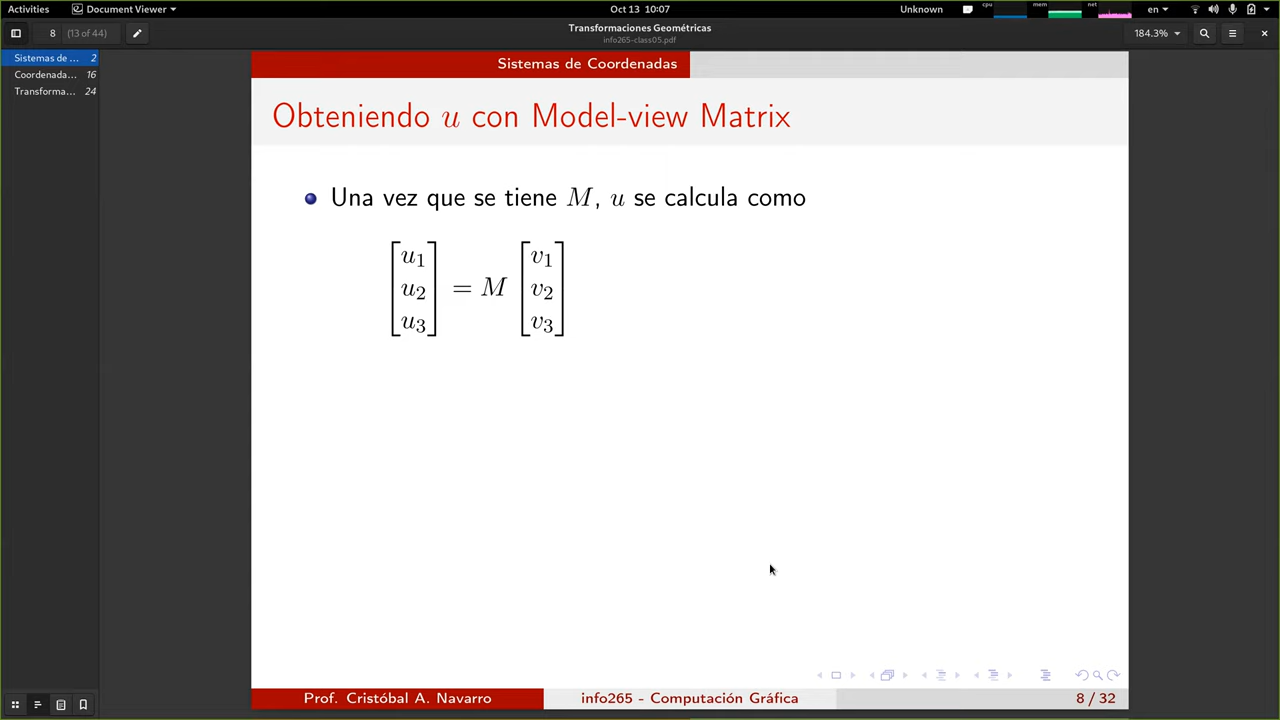 Activities Document Viewer Oct 13 10:07 Unknown cpu mem net en
8 (13 of 44) Transformaciones Geométricas 184.3%
info265-class05.pdf
Sistemas de ... 2
Coordenada... 16
Transforma... 24
Sistemas de Coordenadas
Obteniendo u con Model-view Matrix
Una vez que se tiene M, u se calcula como
[u1 u2 u3] = M [v1 v2 v3]
Prof. Cristóbal A. Navarro info265 - Computación Gráfica 8 / 32